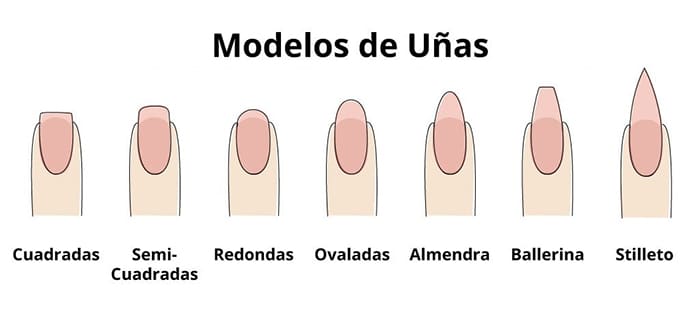 Modelos de Uñas
Cuadradas
Semi-
Cuadradas
Redondas
Ovaladas
Almendra
Ballerina
Stilleto